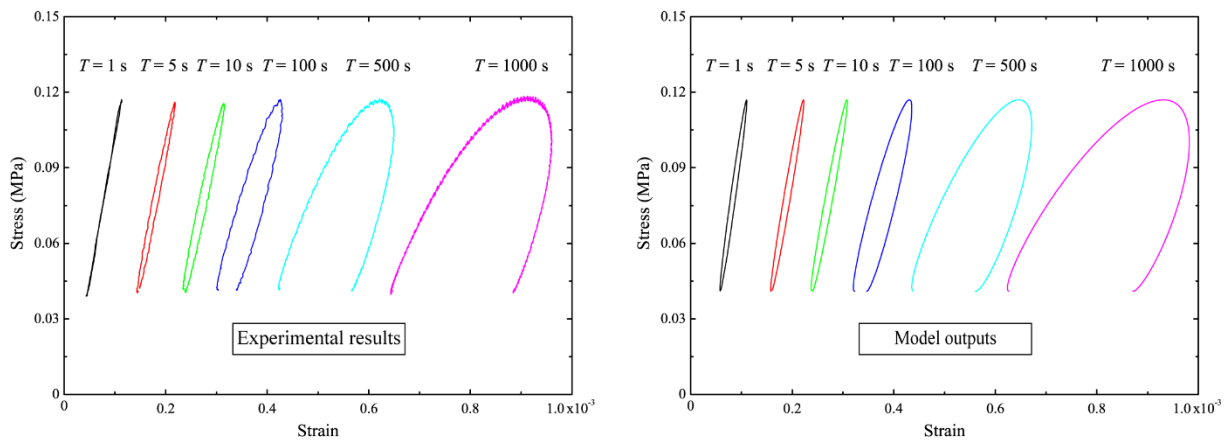 0.15
0.12
0.09
0.06
0.03
0
Stress (MPa)
T = 1 s T = 5 s T = 10 s T = 100 s T = 500 s T = 1000 s
Experimental results
0 0.2 0.4 0.6 0.8 1.0x10⁻³
Strain
0.15
0.12
0.09
0.06
0.03
0
Stress (MPa)
T = 1 s T = 5 s T = 10 s T = 100 s T = 500 s T = 1000 s
Model outputs
0 0.2 0.4 0.6 0.8 1.0x10⁻³
Strain